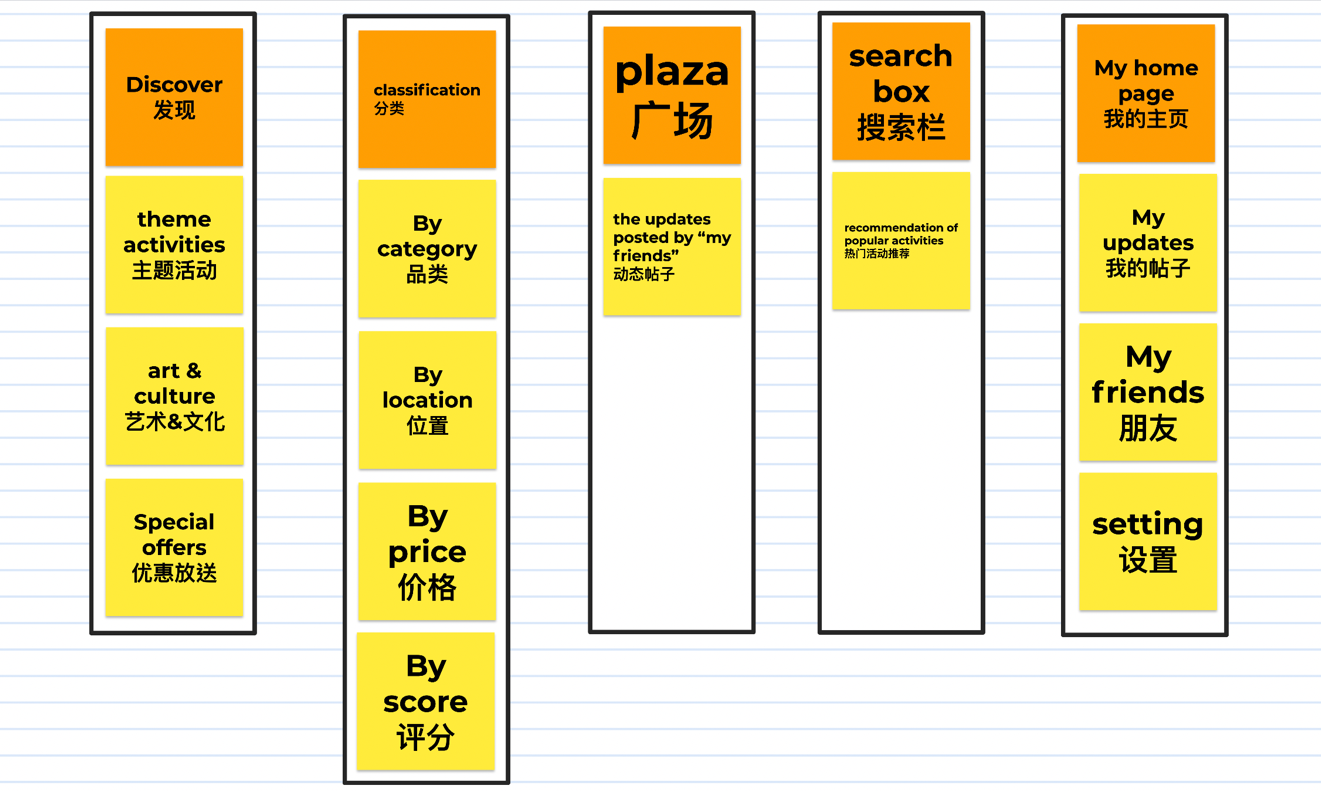 Discover
发现
theme
activities
主题活动
art &
culture
艺术&文化
Special
offers
优惠放送
classification
分类
By
category
品类
By
location
位置
By
price
价格
By
score
评分
plaza
广场
the updates
posted by “my
friends”
动态帖子
search
box
搜索栏
recommendation of
popular activities
热门活动推荐
My home
page
我的主页
My
updates
我的帖子
My
friends
朋友
setting
设置